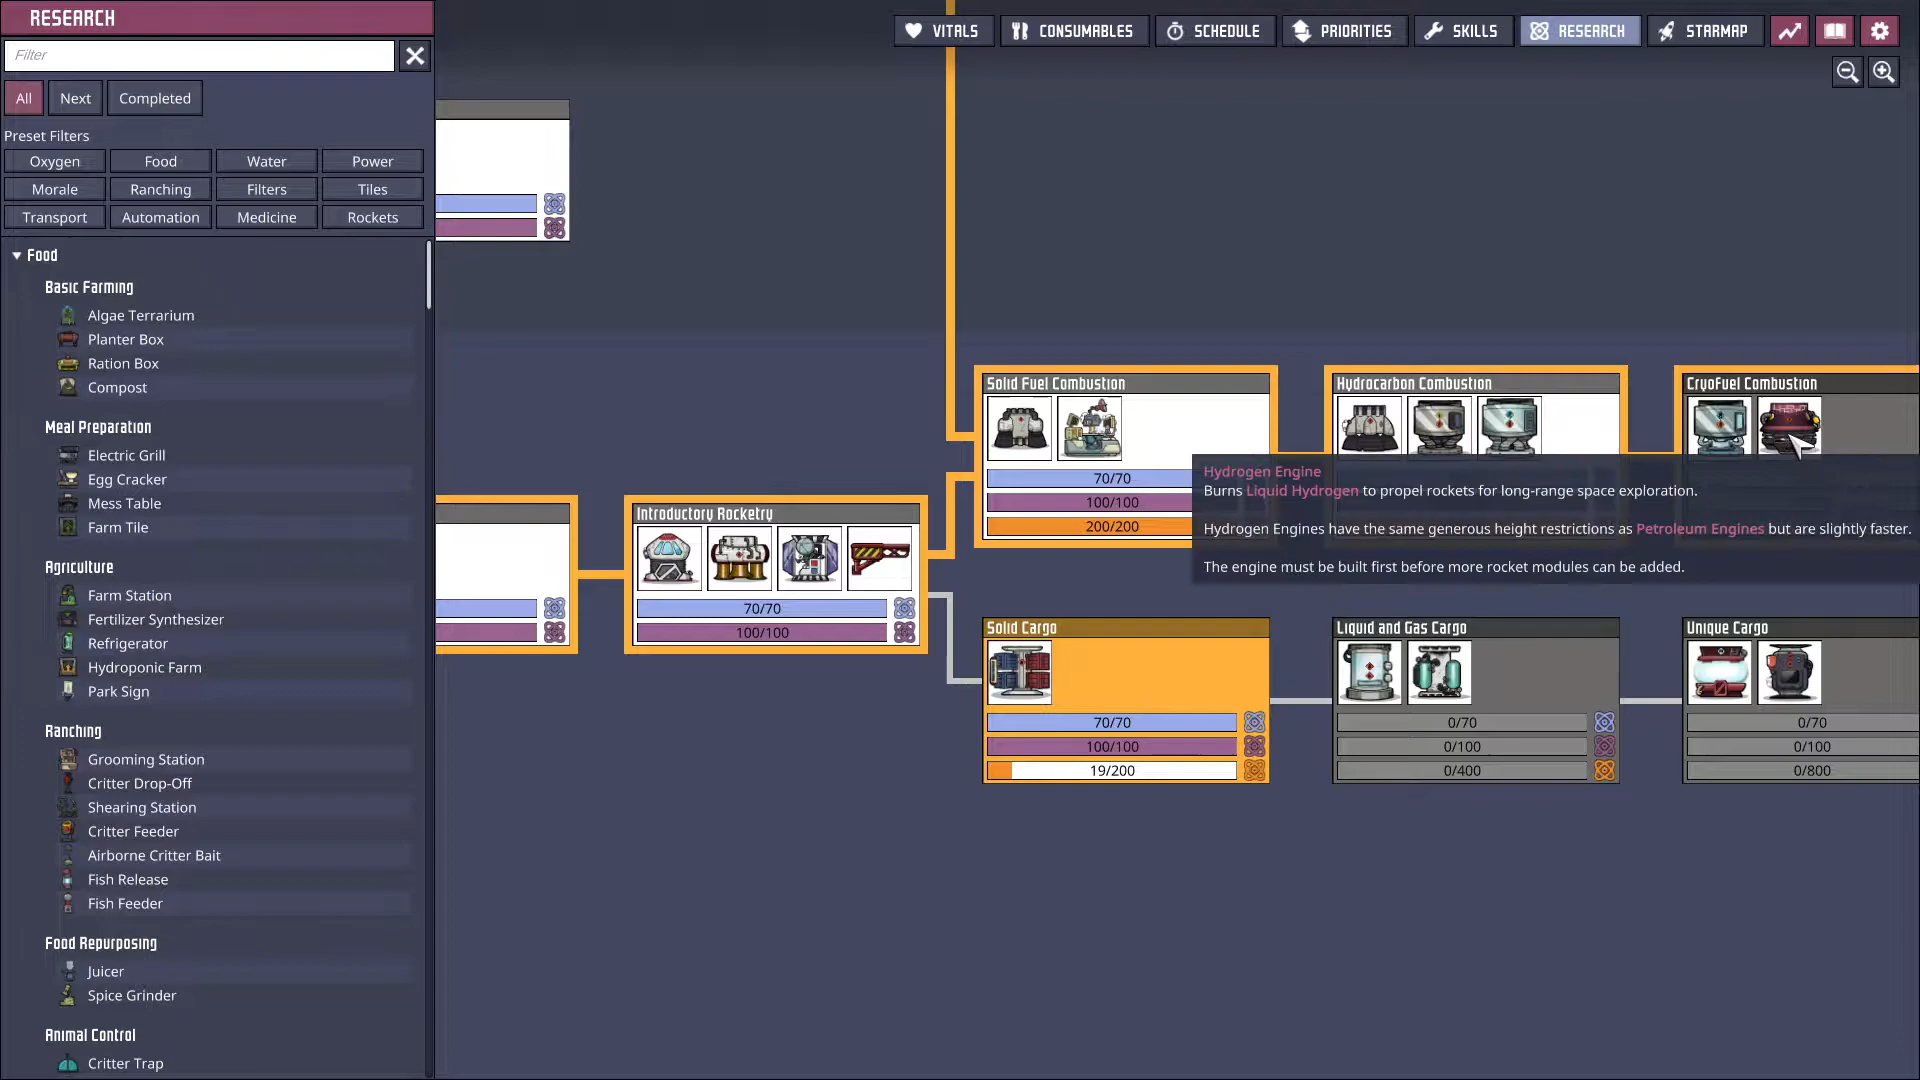 RESEARCH
VITALS
CONSUMABLES
SCHEDULE
PRIORITIES
SKILLS
RESEARCH
STARMAP
Filter
All
Next
Completed
Preset Filters
Oxygen
Food
Water
Power
Morale
Ranching
Filters
Tiles
Transport
Automation
Medicine
Rockets
Food
Basic Farming
Algae Terrarium
Planter Box
Ration Box
Compost
Meal Preparation
Electric Grill
Egg Cracker
Mess Table
Farm Tile
Agriculture
Farm Station
Fertilizer Synthesizer
Refrigerator
Hydroponic Farm
Park Sign
Ranching
Grooming Station
Critter Drop-Off
Shearing Station
Critter Feeder
Airborne Critter Bait
Fish Release
Fish Feeder
Food Repurposing
Juicer
Spice Grinder
Animal Control
Critter Trap
Solid Fuel Combustion
70/70
100/100
200/200
Hydrocarbon Combustion
CryoFuel Combustion
Hydrogen Engine
Burns Liquid Hydrogen to propel rockets for long-range space exploration.
Hydrogen Engines have the same generous height restrictions as Petroleum Engines but are slightly faster.
The engine must be built first before more rocket modules can be added.
Introductory Rocketry
70/70
100/100
Solid Cargo
70/70
100/100
19/200
Liquid and Gas Cargo
0/70
0/100
0/400
Unique Cargo
0/70
0/100
0/800